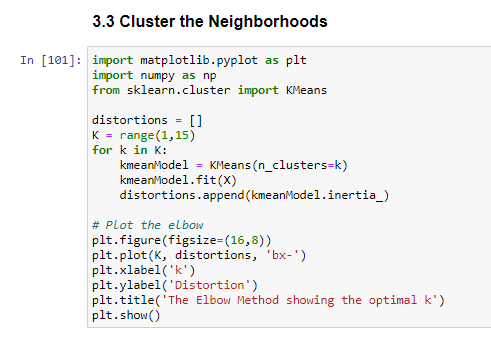 3.3 Cluster the Neighborhoods
In [101]: import matplotlib.pyplot as plt
import numpy as np
from sklearn.cluster import KMeans

distortions = []
K = range(1,15)
for k in K:
    kmeanModel = KMeans(n_clusters=k)
    kmeanModel.fit(X)
    distortions.append(kmeanModel.inertia_)

# Plot the elbow
plt.figure(figsize=(16,8))
plt.plot(K, distortions, 'bx-')
plt.xlabel('k')
plt.ylabel('Distortion')
plt.title('The Elbow Method showing the optimal k')
plt.show()